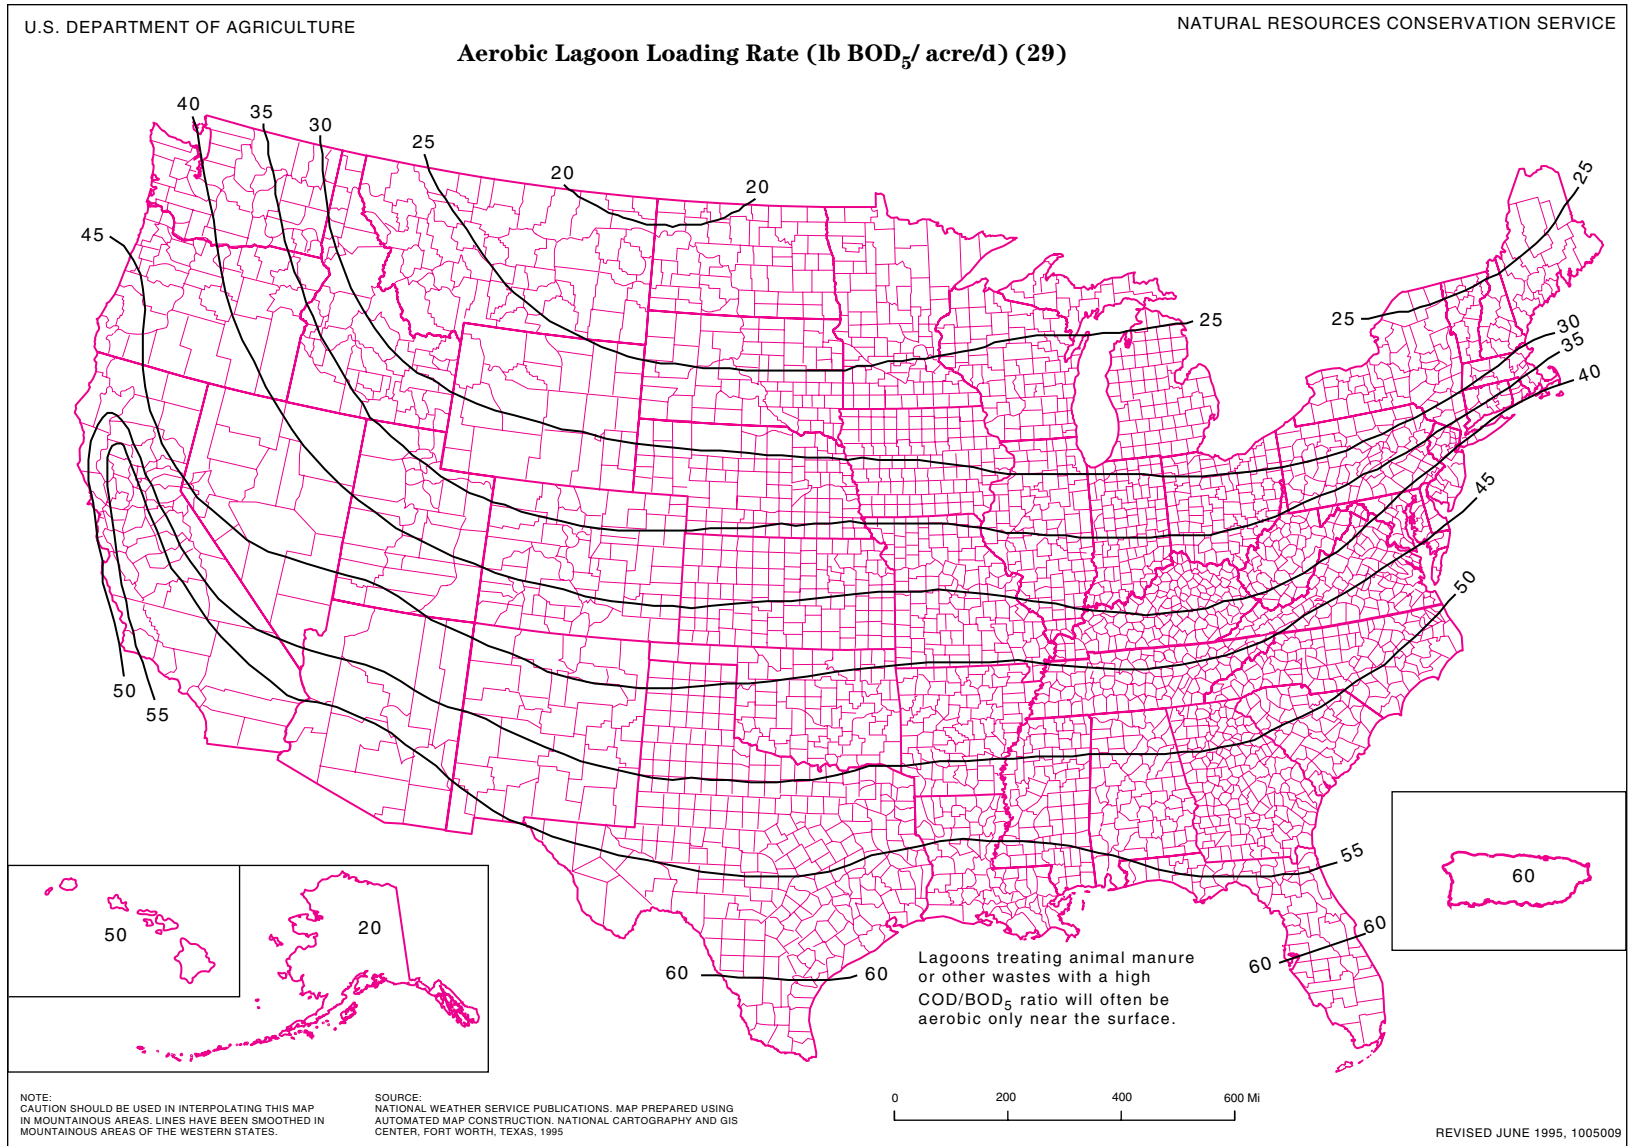 U.S. DEPARTMENT OF AGRICULTURE
NATURAL RESOURCES CONSERVATION SERVICE
Aerobic Lagoon Loading Rate (lb BOD5/ acre/d) (29)
40
35
30
25
20
20
25
45
25
25
30
35
40
45
50
50
55
55
60
60
60
60
60
50
20
Lagoons treating animal manure
or other wastes with a high
COD/BOD5 ratio will often be
aerobic only near the surface.
NOTE:
CAUTION SHOULD BE USED IN INTERPOLATING THIS MAP
IN MOUNTAINOUS AREAS. LINES HAVE BEEN SMOOTHED IN
MOUNTAINOUS AREAS OF THE WESTERN STATES.
SOURCE:
NATIONAL WEATHER SERVICE PUBLICATIONS. MAP PREPARED USING
AUTOMATED MAP CONSTRUCTION. NATIONAL CARTOGRAPHY AND GIS
CENTER, FORT WORTH, TEXAS, 1995
0 200 400 600 Mi
REVISED JUNE 1995, 1005009